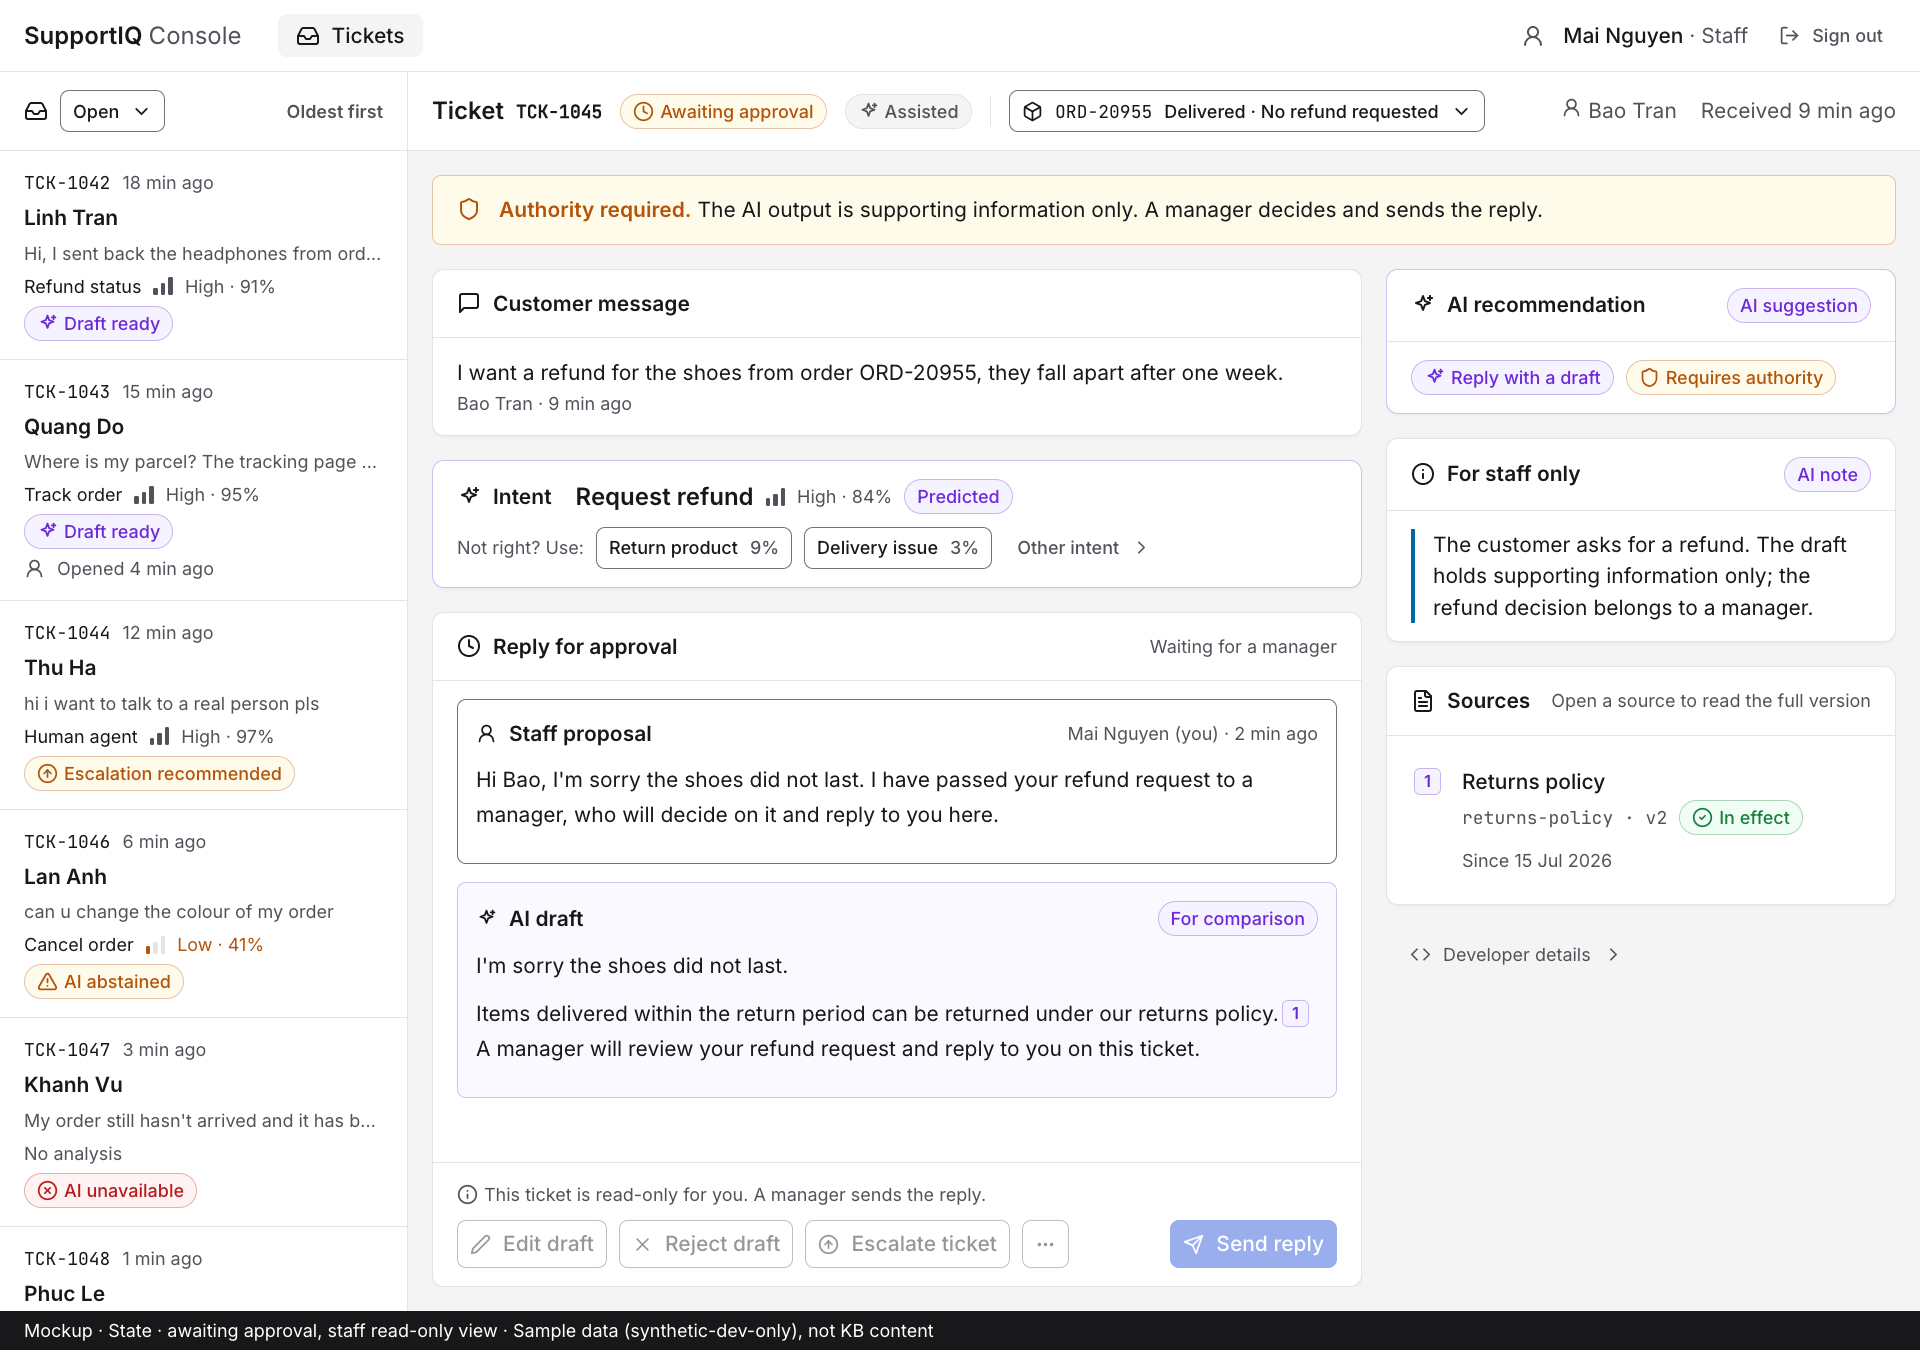 SupportIQ Console
Tickets
Mai Nguyen · Staff
Sign out
Open
Oldest first
TCK-1042 18 min ago
Linh Tran
Hi, I sent back the headphones from ord...
Refund status High · 91%
Draft ready
TCK-1043 15 min ago
Quang Do
Where is my parcel? The tracking page ...
Track order High · 95%
Draft ready
Opened 4 min ago
TCK-1044 12 min ago
Thu Ha
hi i want to talk to a real person pls
Human agent High · 97%
Escalation recommended
TCK-1046 6 min ago
Lan Anh
can u change the colour of my order
Cancel order Low · 41%
AI abstained
TCK-1047 3 min ago
Khanh Vu
My order still hasn't arrived and it has b...
No analysis
AI unavailable
TCK-1048 1 min ago
Phuc Le
Ticket TCK-1045 Awaiting approval Assisted ORD-20955 Delivered · No refund requested Bao Tran Received 9 min ago
Authority required. The AI output is supporting information only. A manager decides and sends the reply.
Customer message
I want a refund for the shoes from order ORD-20955, they fall apart after one week.
Bao Tran · 9 min ago
Intent Request refund High · 84% Predicted
Not right? Use: Return product 9% Delivery issue 3% Other intent
Reply for approval Waiting for a manager
Staff proposal Mai Nguyen (you) · 2 min ago
Hi Bao, I'm sorry the shoes did not last. I have passed your refund request to a
manager, who will decide on it and reply to you here.
AI draft For comparison
I'm sorry the shoes did not last.
Items delivered within the return period can be returned under our returns policy. 1
A manager will review your refund request and reply to you on this ticket.
This ticket is read-only for you. A manager sends the reply.
Edit draft Reject draft Escalate ticket ... Send reply
AI recommendation AI suggestion
Reply with a draft Requires authority
For staff only AI note
The customer asks for a refund. The draft
holds supporting information only; the
refund decision belongs to a manager.
Sources Open a source to read the full version
1 Returns policy
returns-policy · v2 In effect
Since 15 Jul 2026
Developer details
Mockup · State · awaiting approval, staff read-only view · Sample data (synthetic-dev-only), not KB content